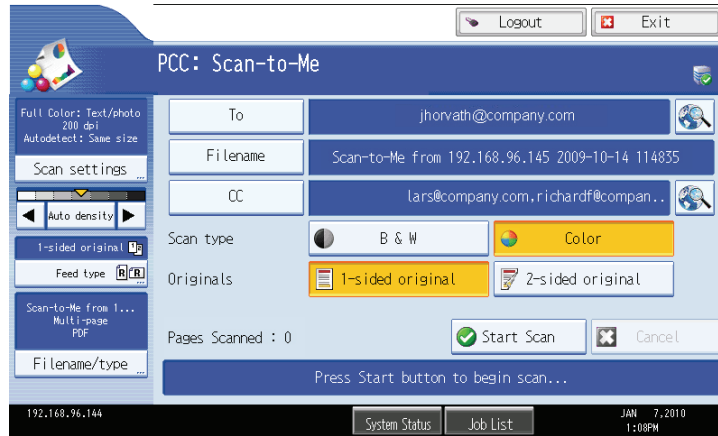 Logout
Exit
PCC: Scan-to-Me
Full Color: Text/photo
200 dpi
Autodetect: Same size
Scan settings
Auto density
1-sided original
Feed type
Scan-to-Me from 1...
Multi-page
PDF
Filename/type
To
jhorvath@company.com
Filename
Scan-to-Me from 192.168.96.145 2009-10-14 114835
CC
lars@company.com,richardf@compan..
Scan type
B & W
Color
Originals
1-sided original
2-sided original
Pages Scanned : 0
Start Scan
Cancel
Press Start button to begin scan...
192.168.96.144
System Status
Job List
JAN 7,2010
1:08PM